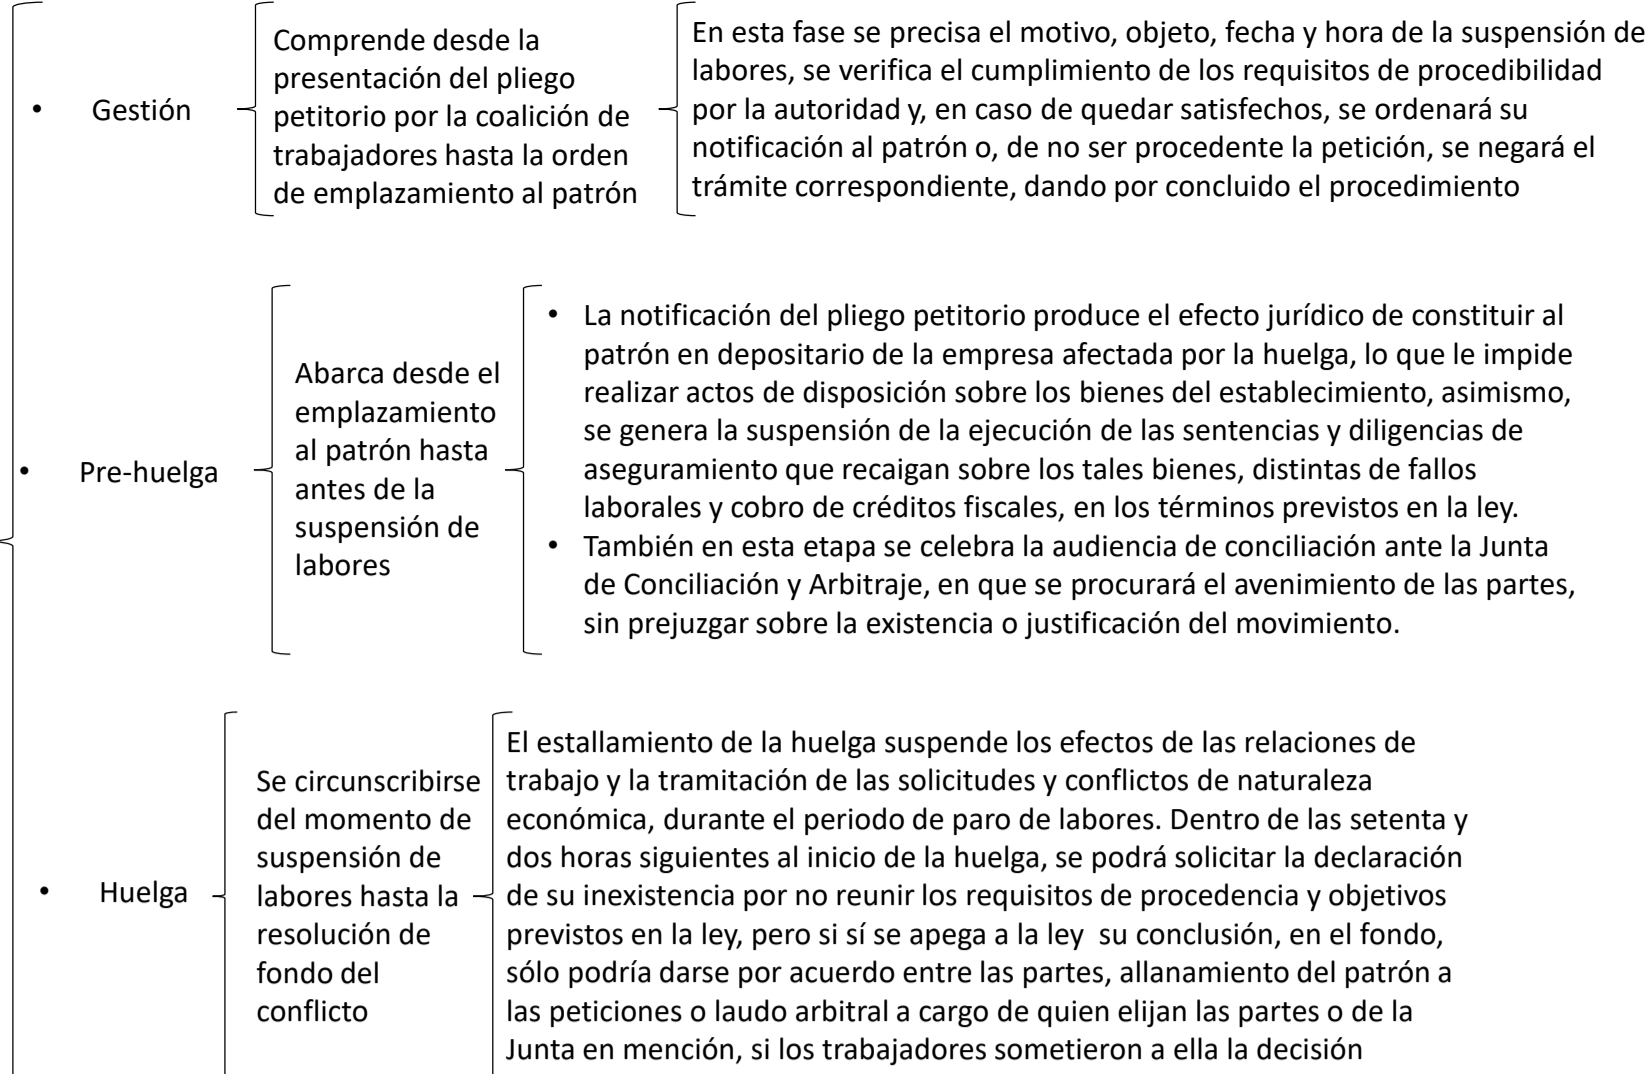 • Gestión
Comprende desde la
presentación del pliego
petitorio por la coalición de
trabajadores hasta la orden
de emplazamiento al patrón
En esta fase se precisa el motivo, objeto, fecha y hora de la suspensión de
labores, se verifica el cumplimiento de los requisitos de procedibilidad
por la autoridad y, en caso de quedar satisfechos, se ordenará su
notificación al patrón o, de no ser procedente la petición, se negará el
trámite correspondiente, dando por concluido el procedimiento
• Pre-huelga
Abarca desde el
emplazamiento
al patrón hasta
antes de la
suspensión de
labores
• La notificación del pliego petitorio produce el efecto jurídico de constituir al
patrón en depositario de la empresa afectada por la huelga, lo que le impide
realizar actos de disposición sobre los bienes del establecimiento, asimismo,
se genera la suspensión de la ejecución de las sentencias y diligencias de
aseguramiento que recaigan sobre los tales bienes, distintas de fallos
laborales y cobro de créditos fiscales, en los términos previstos en la ley.
• También en esta etapa se celebra la audiencia de conciliación ante la Junta
de Conciliación y Arbitraje, en que se procurará el avenimiento de las partes,
sin prejuzgar sobre la existencia o justificación del movimiento.
• Huelga
Se circunscribirse
del momento de
suspensión de
labores hasta la
resolución de
fondo del
conflicto
El estallamiento de la huelga suspende los efectos de las relaciones de
trabajo y la tramitación de las solicitudes y conflictos de naturaleza
económica, durante el periodo de paro de labores. Dentro de las setenta y
dos horas siguientes al inicio de la huelga, se podrá solicitar la declaración
de su inexistencia por no reunir los requisitos de procedencia y objetivos
previstos en la ley, pero si sí se apega a la ley  su conclusión, en el fondo,
sólo podría darse por acuerdo entre las partes, allanamiento del patrón a
las peticiones o laudo arbitral a cargo de quien elijan las partes o de la
Junta en mención, si los trabajadores sometieron a ella la decisión